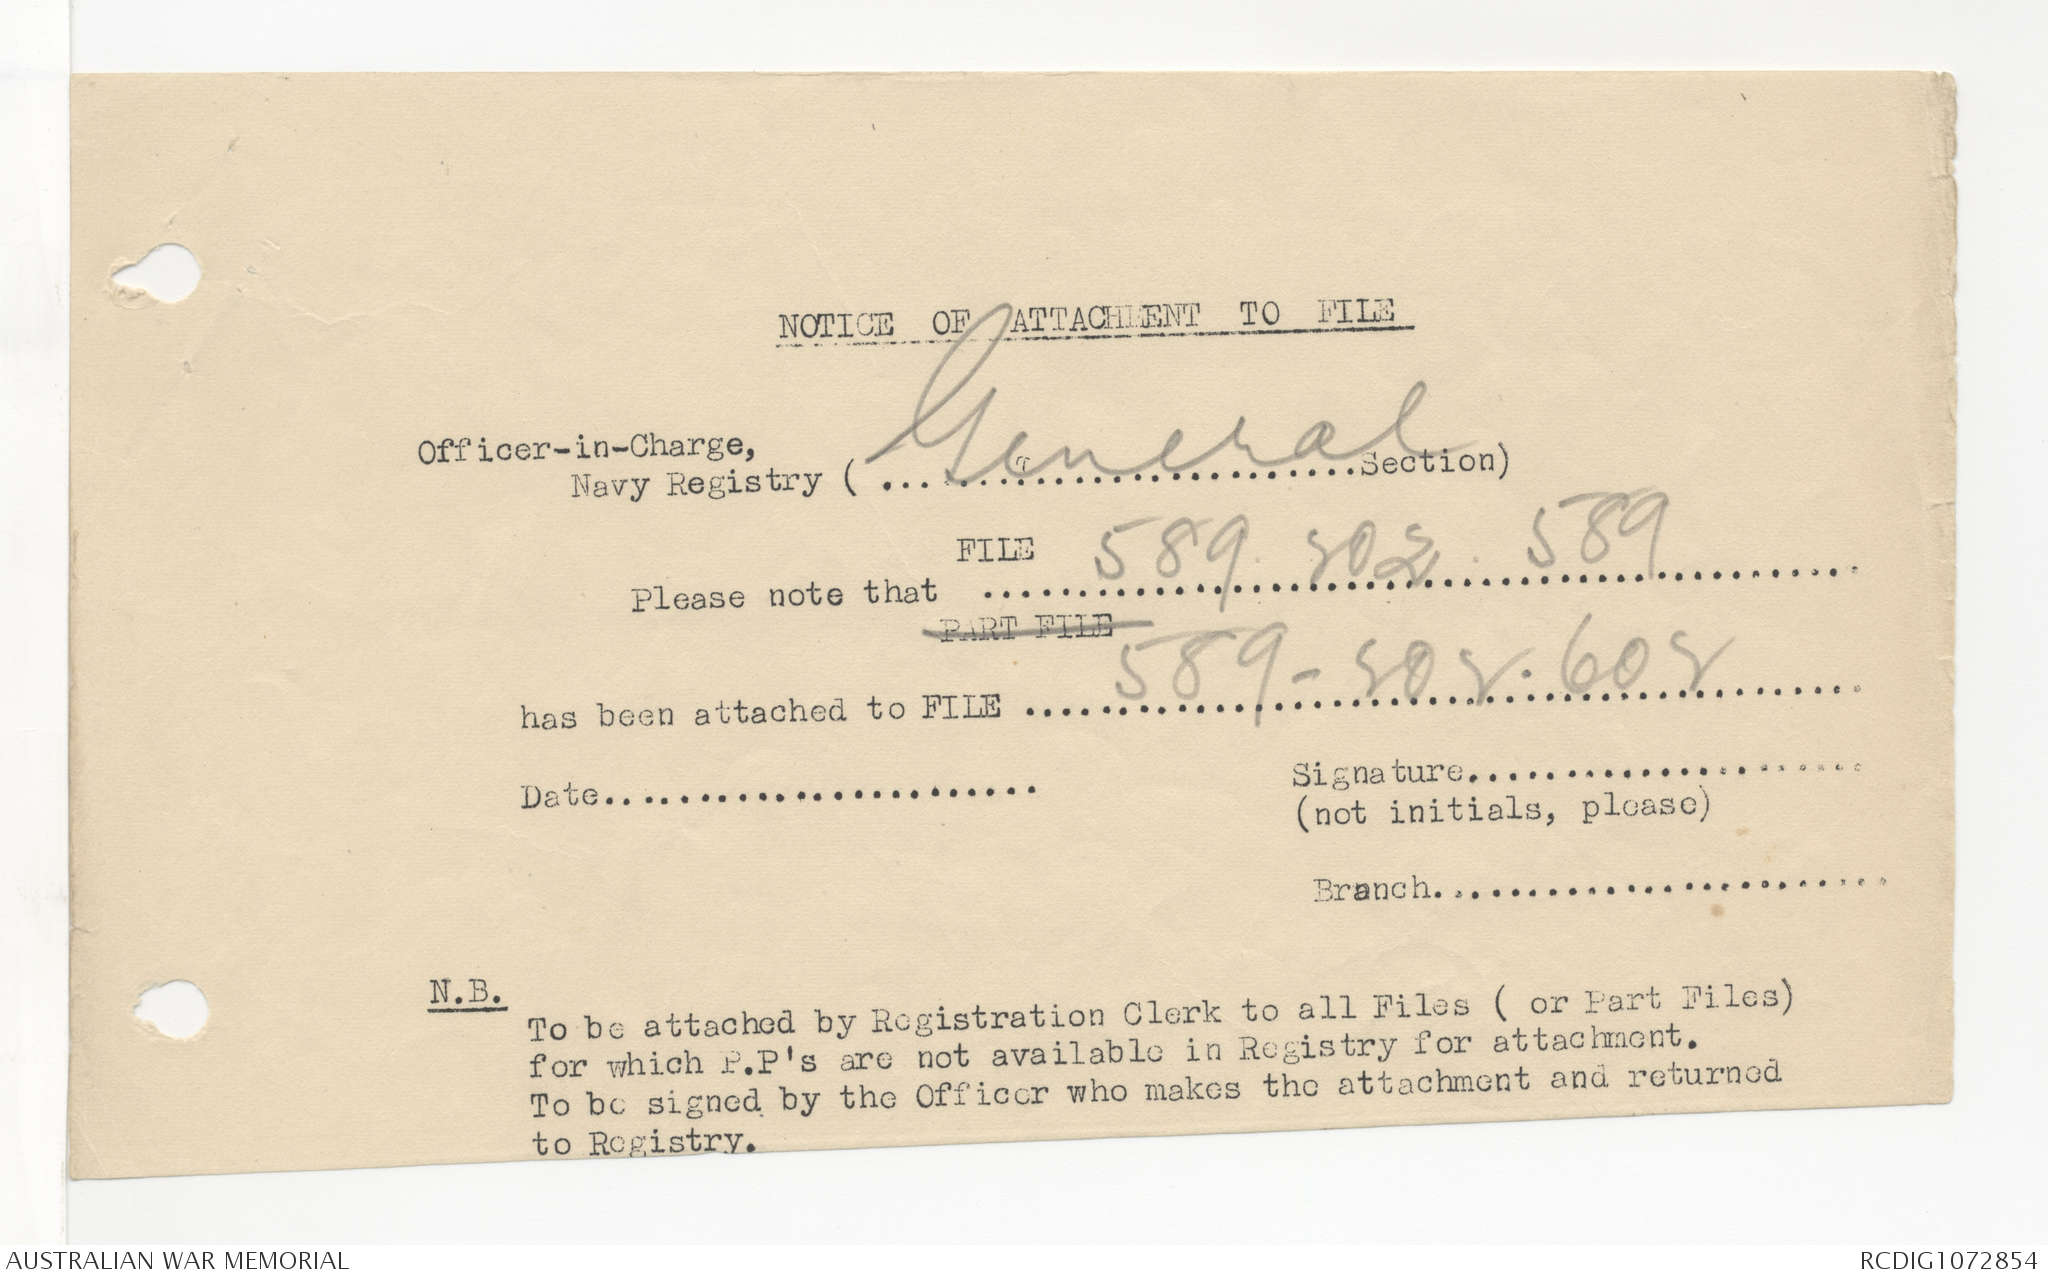 NOTICE OF ATTACHMENT TO FILE
Officer-in-Charge,
Navy Registry (General Section)
FILE
Please note that 589. 202. 589
PART FILE
has been attached to FILE 589-202.602
Date........................
Signature......................
(not initials, please)
Branch........................
N.B.
To be attached by Registration Clerk to all Files ( or Part Files)
for which P.P's are not available in Registry for attachment.
To be signed by the Officer who makes the attachment and returned
to Registry.
AUSTRALIAN WAR MEMORIAL
RCDIG1072854